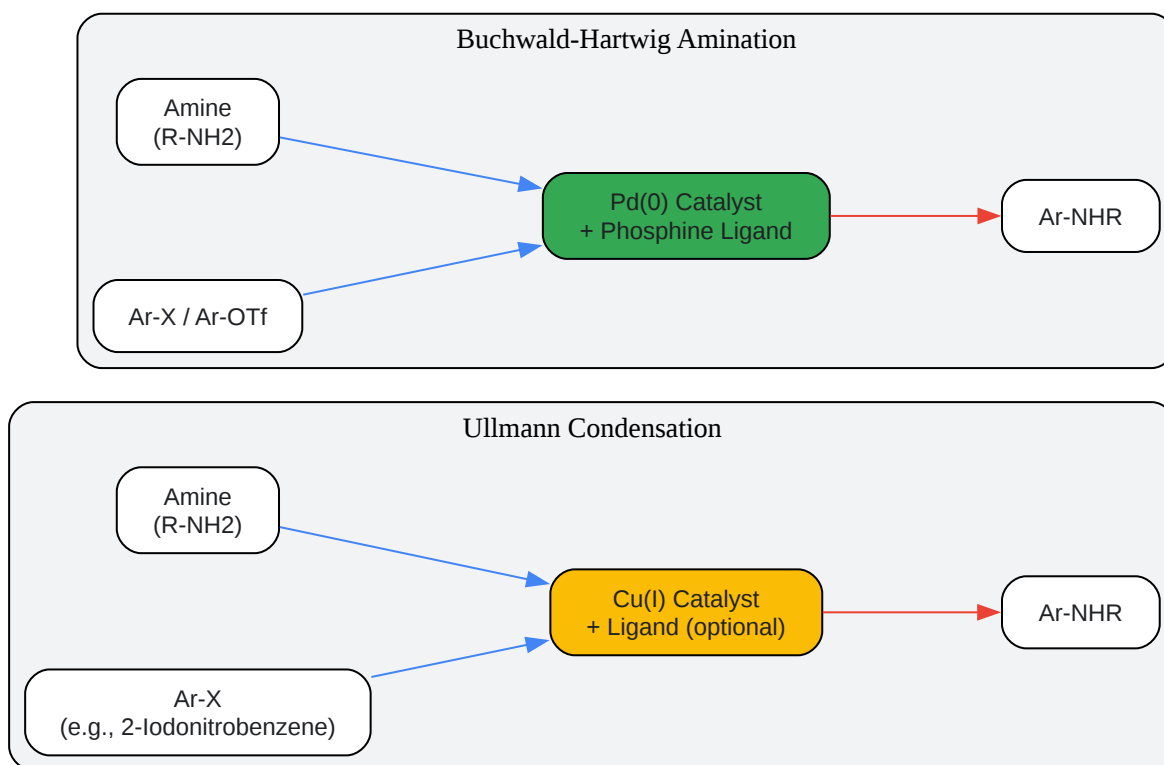 Buchwald-Hartwig Amination
Amine
(R-NH2)
Pd(0) Catalyst
+ Phosphine Ligand
Ar-NHR
Ar-X / Ar-OTf
Ullmann Condensation
Amine
(R-NH2)
Cu(I) Catalyst
+ Ligand (optional)
Ar-NHR
Ar-X
(e.g., 2-Iodonitrobenzene)